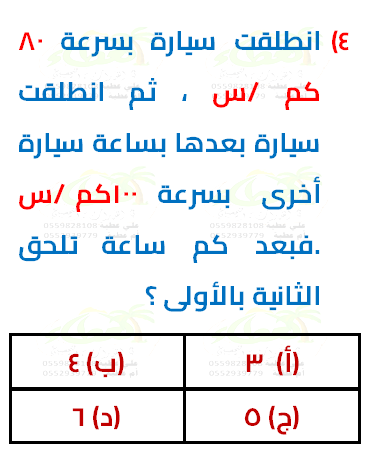 ٤) انطلقت سيارة بسرعة ٨٠
كم /س ، ثم انطلقت
سيارة بعدها بساعة سيارة
أخرى بسرعة ١٠٠كم /س
.فبعد كم ساعة تلحق
الثانية بالأولى ؟
(أ) ٣
(ب) ٤
(ج) ٥
(د) ٦